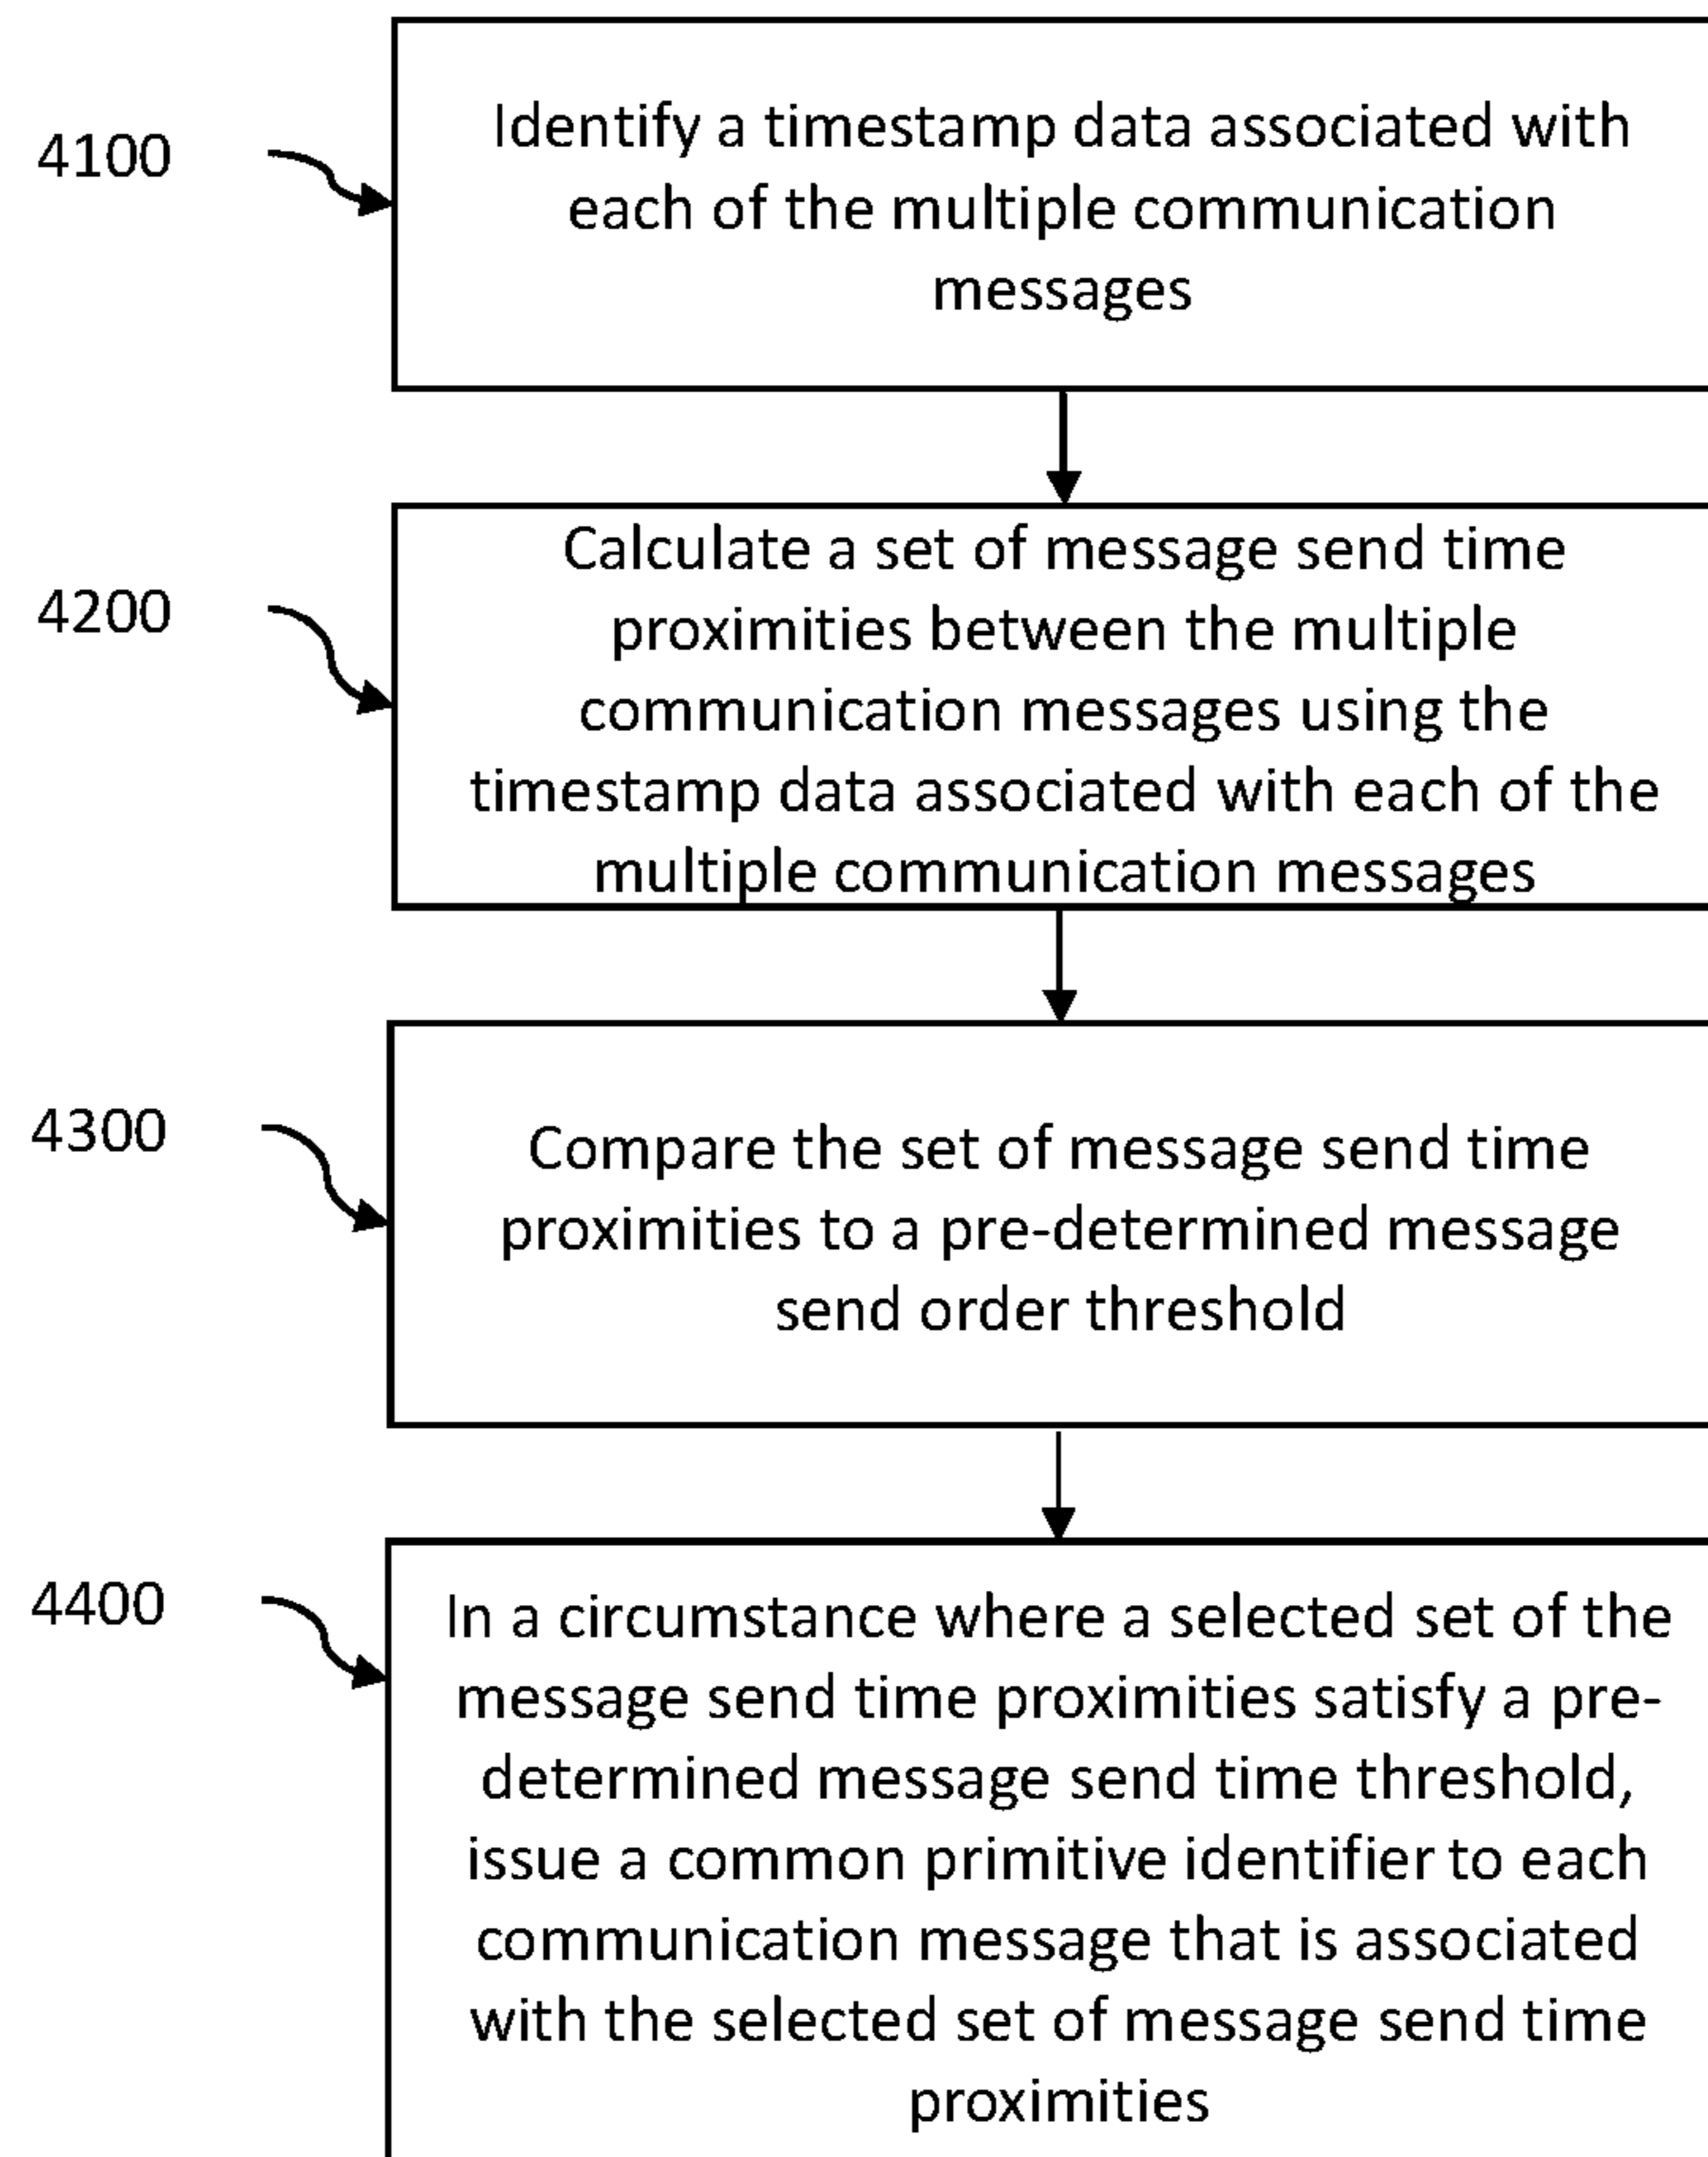 4100
Identify a timestamp data associated with
each of the multiple communication
messages
4200
Calculate a set of message send time
proximities between the multiple
communication messages using the
timestamp data associated with each of the
multiple communication messages
4300
Compare the set of message send time
proximities to a pre-determined message
send order threshold
4400
In a circumstance where a selected set of the
message send time proximities satisfy a pre-
determined message send time threshold,
issue a common primitive identifier to each
communication message that is associated
with the selected set of message send time
proximities